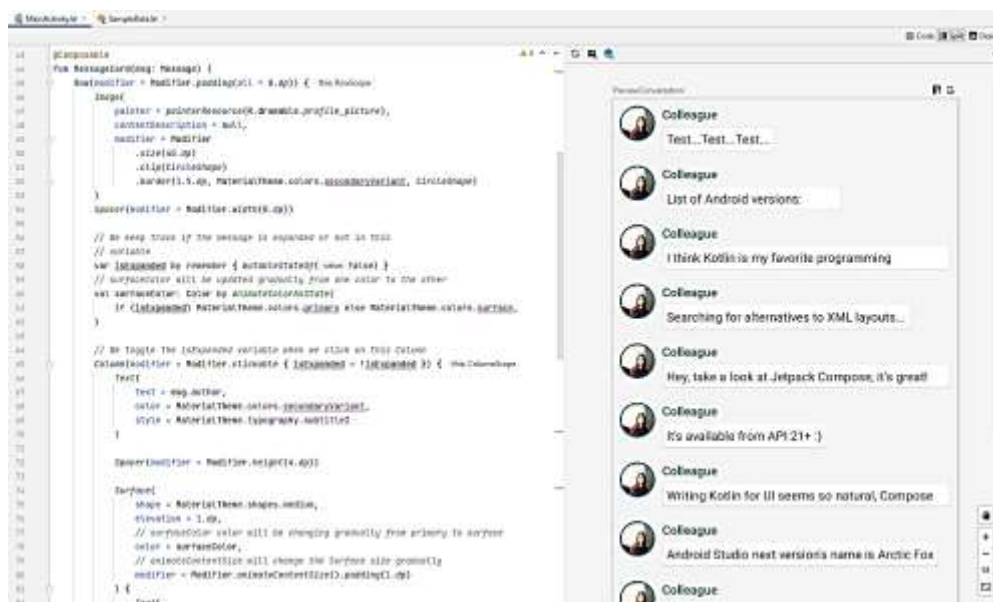 MainActivity.kt
SampleData.kt
Code
Split
@Composable
fun MessageCard(msg: Message) {
Row(modifier = Modifier.padding(all = 8.dp)) { this: RowScope
Image(
painter = painterResource(R.drawable.profile_picture),
contentDescription = null,
modifier = Modifier
.size(40.dp)
.clip(CircleShape)
.border(1.5.dp, MaterialTheme.colors.secondaryVariant, CircleShape)
)
Spacer(modifier = Modifier.width(8.dp))
// We keep track if the message is expanded or not in this
// variable
var isExpanded by remember { mutableStateOf( value: false) }
// surfaceColor will be updated gradually from one color to the other
val surfaceColor: Color by animateColorAsState(
if (isExpanded) MaterialTheme.colors.primary else MaterialTheme.colors.surface,
)
// We toggle the isExpanded variable when we click on this Column
Column(modifier = Modifier.clickable { isExpanded = !isExpanded }) { this: ColumnScope
Text(
text = msg.author,
color = MaterialTheme.colors.secondaryVariant,
style = MaterialTheme.typography.subtitle2
)
Spacer(modifier = Modifier.height(4.dp))
Surface(
shape = MaterialTheme.shapes.medium,
elevation = 1.dp,
// surfaceColor color will be changing gradually from primary to surface
color = surfaceColor,
// animateContentSize will change the Surface size gradually
modifier = Modifier.animateContentSize().padding(1.dp)
) {
Text(
PreviewConversation
Colleague
Test...Test...Test...
Colleague
List of Android versions:
Colleague
I think Kotlin is my favorite programming
Colleague
Searching for alternatives to XML layouts...
Colleague
Hey, take a look at Jetpack Compose, it's great!
Colleague
It's available from API 21+ :)
Colleague
Writing Kotlin for UI seems so natural, Compose
Colleague
Android Studio next version's name is Arctic Fox
Colleague